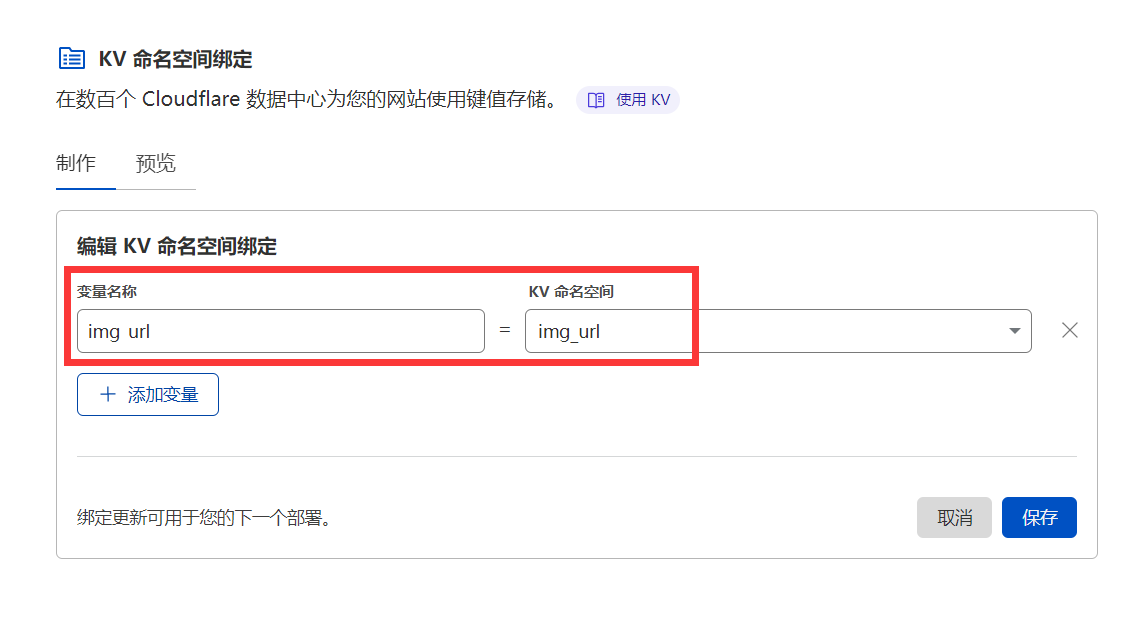 KV 命名空间绑定
在数百个 Cloudflare 数据中心为您的网站使用键值存储。 使用 KV
制作 预览
编辑 KV 命名空间绑定
变量名称 KV 命名空间
img url = img_url
添加变量
绑定更新可用于您的下一个部署。
取消 保存